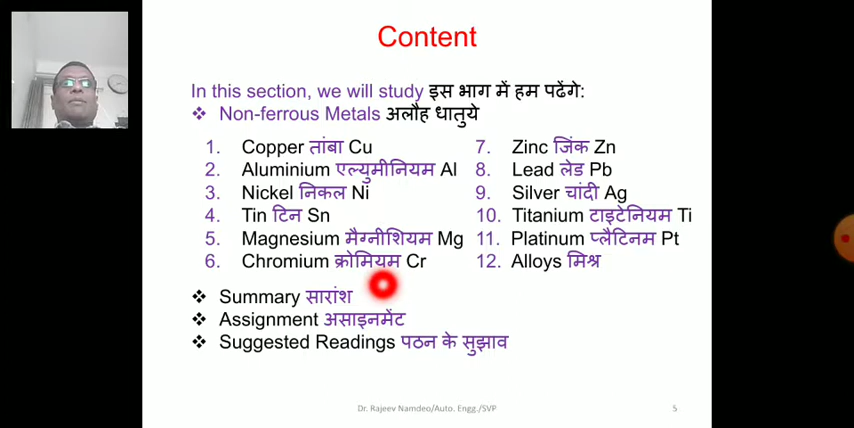 Content
In this section, we will study इस भाग में हम पढेंगे:
❖ Non-ferrous Metals अलौह धातुये
1. Copper तांबा Cu
2. Aluminium एल्युमीनियम Al
3. Nickel निकल Ni
4. Tin टिन Sn
5. Magnesium मैग्नीशियम Mg
6. Chromium क्रोमियम Cr
7. Zinc जिंक Zn
8. Lead लेड Pb
9. Silver चांदी Ag
10. Titanium टाइटेनियम Ti
11. Platinum प्लैटिनम Pt
12. Alloys मिश्र
❖ Summary सारांश
❖ Assignment असाइनमेंट
❖ Suggested Readings पठन के सुझाव
Dr. Rajeev Namdeo/Auto. Engg./SVP
5